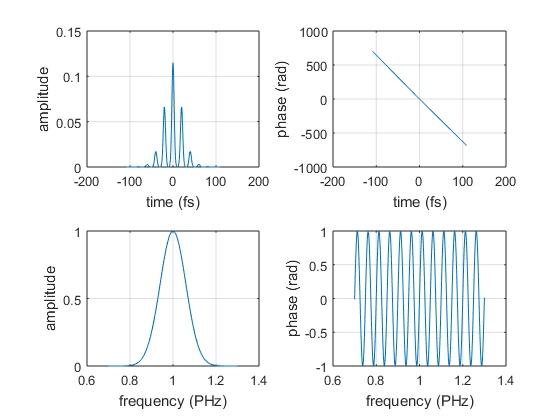 0.15
0.1
0.05
0
-200 -100 0 100 200
time (fs)
amplitude
1000
500
0
-500
-1000
-200 -100 0 100 200
time (fs)
phase (rad)
1
0.5
0
0.6 0.8 1 1.2 1.4
frequency (PHz)
amplitude
1
0.5
0
-0.5
-1
0.6 0.8 1 1.2 1.4
frequency (PHz)
phase (rad)